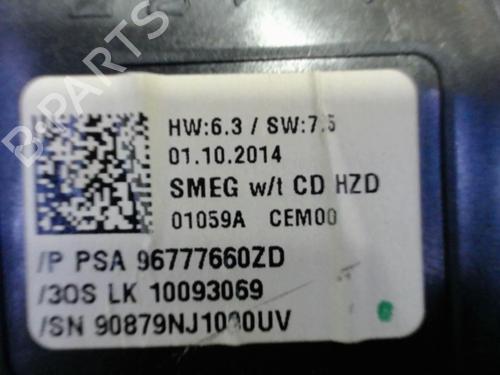 HW:6.3 / SW:7.5
01.10.2014
SMEG w/t CD HZD
01059A CEM00
/P PSA 96777660ZD
/3OS LK 10093069
/SN 90879NJ1000UV
B-PARTS